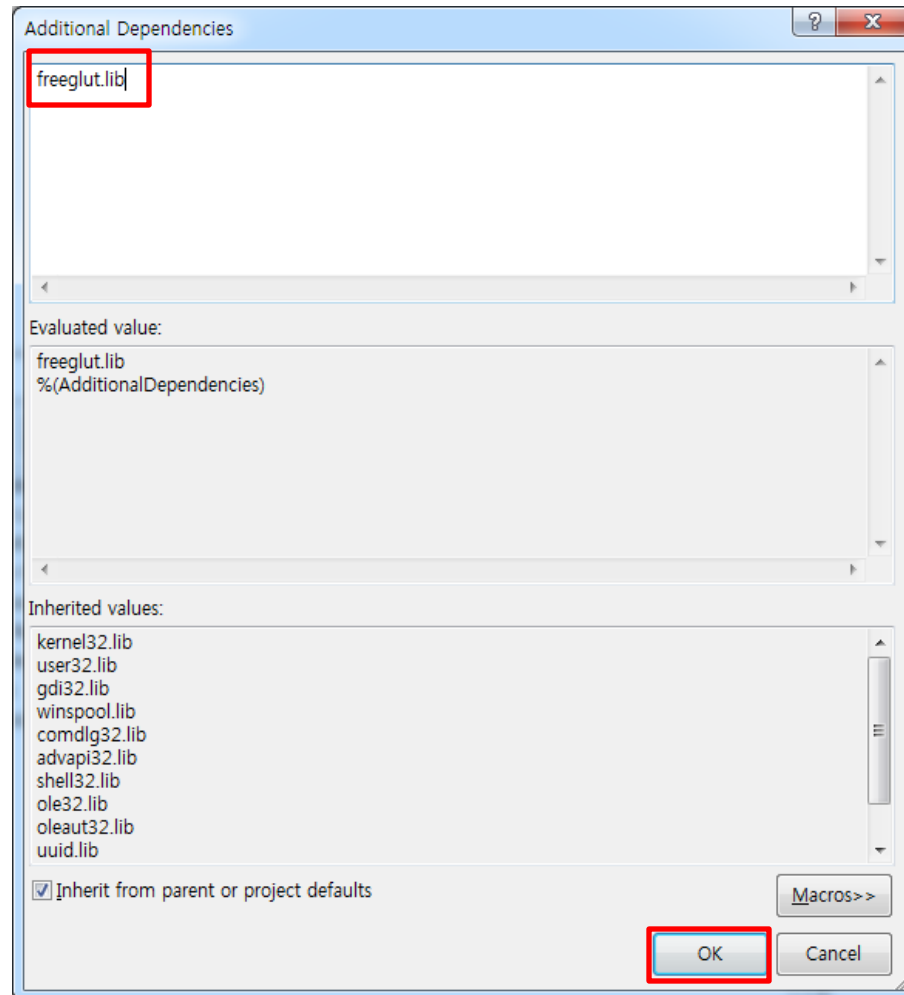 Additional Dependencies
freeglut.lib
Evaluated value:
freeglut.lib
%(AdditionalDependencies)
Inherited values:
kernel32.lib
user32.lib
gdi32.lib
winspool.lib
comdlg32.lib
advapi32.lib
shell32.lib
ole32.lib
oleaut32.lib
uuid.lib
Inherit from parent or project defaults
Macros>>
OK
Cancel